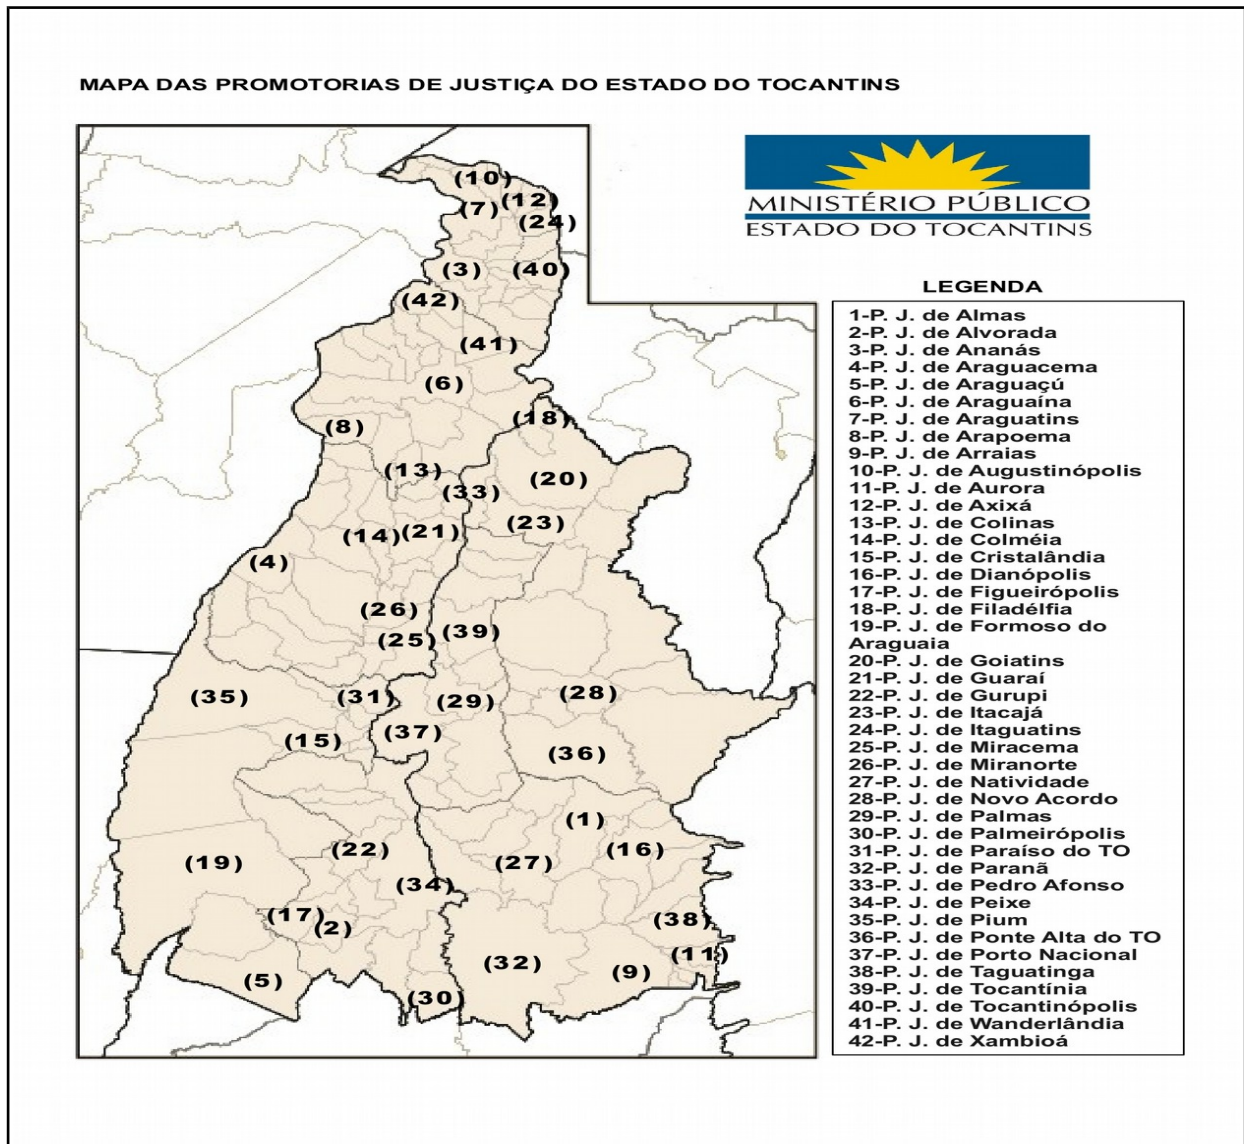 MAPA DAS PROMOTORIAS DE JUSTIÇA DO ESTADO DO TOCANTINS
MINISTÉRIO PÚBLICO
ESTADO DO TOCANTINS
(10)
(12)
(7)
(24)
(3)
(40)
(42)
(41)
(6)
(18)
(8)
(13)
(20)
(33)
(23)
(14)
(21)
(4)
(26)
(39)
(25)
(35)
(31)
(29)
(28)
(37)
(15)
(36)
(1)
(22)
(27)
(16)
(19)
(34)
(17)
(2)
(38)
(11)
(32)
(9)
(5)
(30)
LEGENDA
1-P. J. de Almas
2-P. J. de Alvorada
3-P. J. de Ananás
4-P. J. de Araguacema
5-P. J. de Araguaçú
6-P. J. de Araguaína
7-P. J. de Araguatins
8-P. J. de Arapoema
9-P. J. de Arraias
10-P. J. de Augustinópolis
11-P. J. de Aurora
12-P. J. de Axixá
13-P. J. de Colinas
14-P. J. de Colméia
15-P. J. de Cristalândia
16-P. J. de Dianópolis
17-P. J. de Figueirópolis
18-P. J. de Filadélfia
19-P. J. de Formoso do
Araguaia
20-P. J. de Goiatins
21-P. J. de Guaraí
22-P. J. de Gurupi
23-P. J. de Itacajá
24-P. J. de Itaguatins
25-P. J. de Miracema
26-P. J. de Miranorte
27-P. J. de Natividade
28-P. J. de Novo Acordo
29-P. J. de Palmas
30-P. J. de Palmeirópolis
31-P. J. de Paraíso do TO
32-P. J. de Paranã
33-P. J. de Pedro Afonso
34-P. J. de Peixe
35-P. J. de Pium
36-P. J. de Ponte Alta do TO
37-P. J. de Porto Nacional
38-P. J. de Taguatinga
39-P. J. de Tocantínia
40-P. J. de Tocantinópolis
41-P. J. de Wanderlândia
42-P. J. de Xambioá